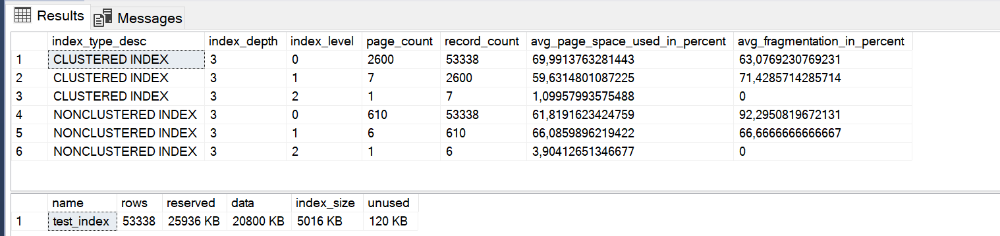 Results Messages
index_type_desc index_depth index_level page_count record_count avg_page_space_used_in_percent avg_fragmentation_in_percent
1 CLUSTERED INDEX 3 0 2600 53338 69,9913763281443 63,0769230769231
2 CLUSTERED INDEX 3 1 7 2600 59,6314801087225 71,4285714285714
3 CLUSTERED INDEX 3 2 1 7 1,09957993575488 0
4 NONCLUSTERED INDEX 3 0 610 53338 61,8191623424759 92,2950819672131
5 NONCLUSTERED INDEX 3 1 6 610 66,0859896219422 66,6666666666667
6 NONCLUSTERED INDEX 3 2 1 6 3,90412651346677 0
name rows reserved data index_size unused
1 test_index 53338 25936 KB 20800 KB 5016 KB 120 KB